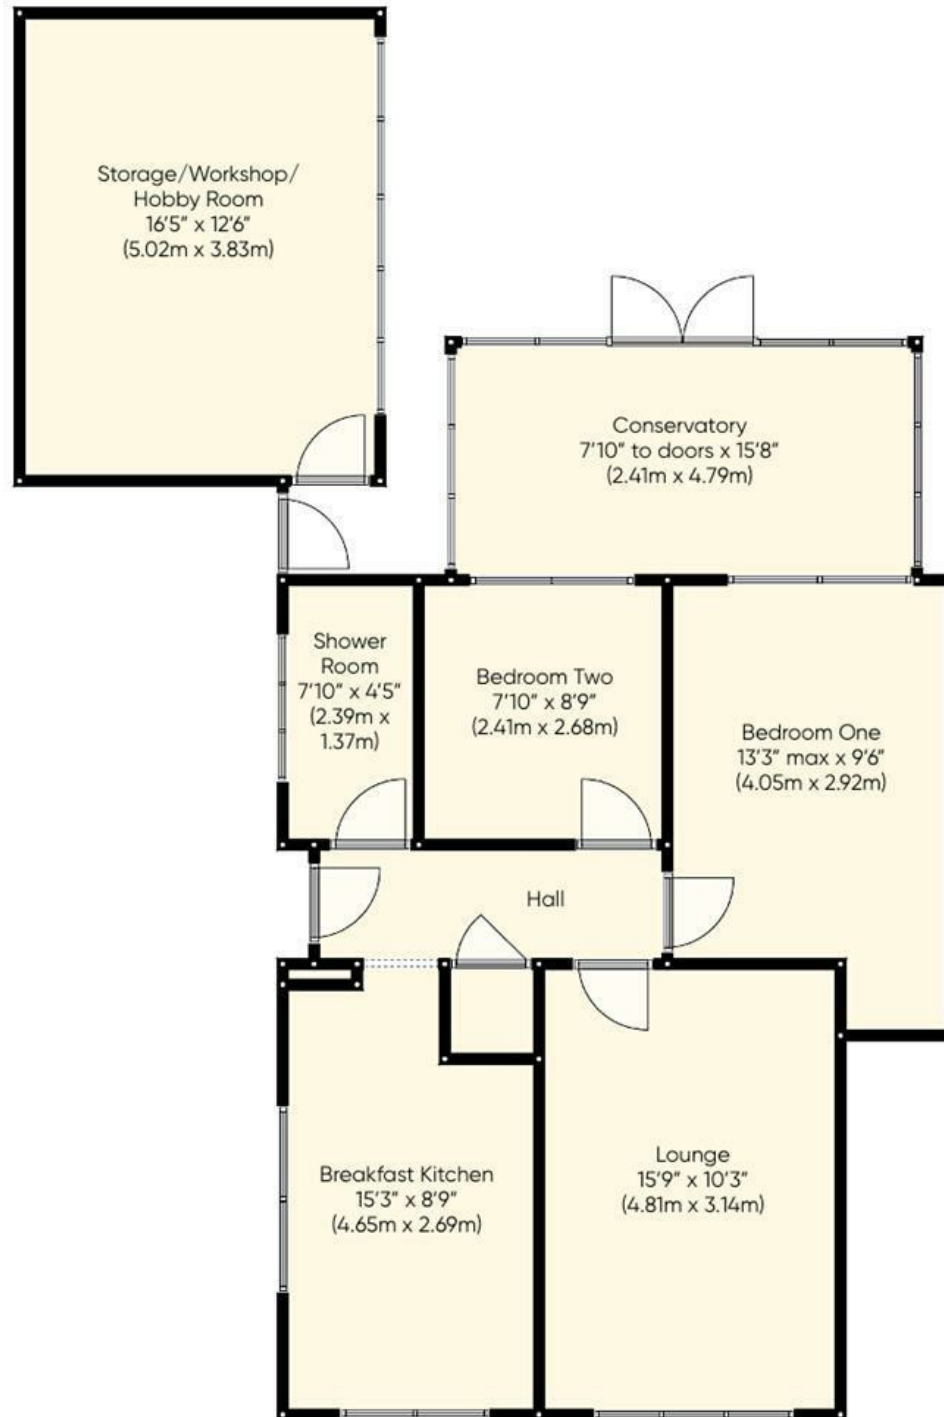 Storage/Workshop/
Hobby Room
16'5" x 12'6"
(5.02m x 3.83m)
Conservatory
7'10" to doors x 15'8"
(2.41m x 4.79m)
Shower
Room
7'10" x 4'5"
(2.39m x
1.37m)
Bedroom Two
7'10" x 8'9"
(2.41m x 2.68m)
Bedroom One
13'3" max x 9'6"
(4.05m x 2.92m)
Hall
Breakfast Kitchen
15'3" x 8'9"
(4.65m x 2.69m)
Lounge
15'9" x 10'3"
(4.81m x 3.14m)